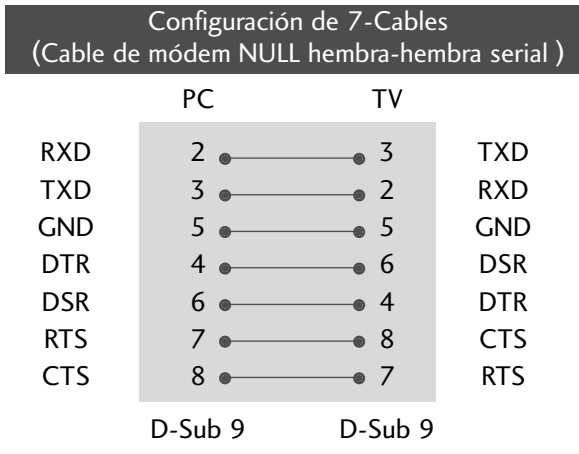 Configuración de 7-Cables
(Cable de módem NULL hembra-hembra serial )
PC TV
RXD 2 3 TXD
TXD 3 2 RXD
GND 5 5 GND
DTR 4 6 DSR
DSR 6 4 DTR
RTS 7 8 CTS
CTS 8 7 RTS
D-Sub 9 D-Sub 9